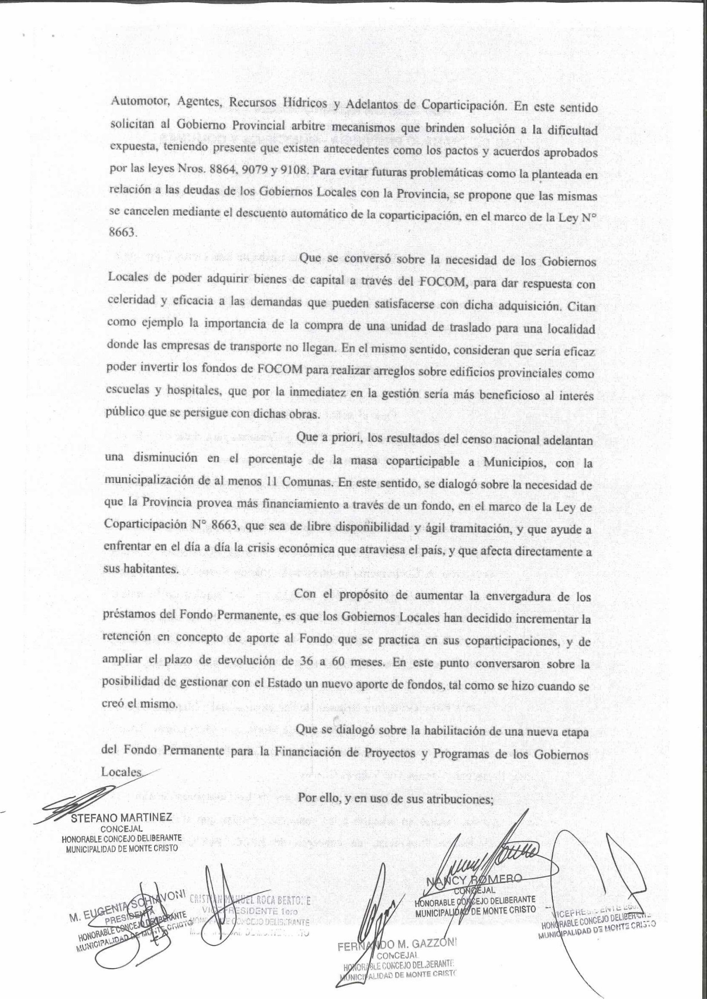 Automotor, Agentes, Recursos Hídricos y Adelantos de Coparticipación. En este sentido
solicitan al Gobierno Provincial arbitre mecanismos que brinden solución a la dificultad
expuesta, teniendo presente que existen antecedentes como los pactos y acuerdos aprobados
por las leyes Nros. 8864, 9079 y 9108. Para evitar futuras problemáticas como la planteada en
relación a las deudas de los Gobiernos Locales con la Provincia, se propone que las mismas
se cancelen mediante el descuento automático de la coparticipación, en el marco de la Ley N°
8663.
Que se conversó sobre la necesidad de los Gobiernos
Locales de poder adquirir bienes de capital a través del FOCOM, para dar respuesta con
celeridad y eficacia a las demandas que pueden satisfacerse con dicha adquisición. Citan
como ejemplo la importancia de la compra de una unidad de traslado para una localidad
donde las empresas de transporte no llegan. En el mismo sentido, consideran que sería eficaz
poder invertir los fondos de FOCOM para realizar arreglos sobre edificios provinciales como
escuelas y hospitales, que por la inmediatez en la gestión sería más beneficioso al interés
público que se persigue con dichas obras.
Que a priori, los resultados del censo nacional adelantan
una disminución en el porcentaje de la masa coparticipable a Municipios, con la
municipalización de al menos 11 Comunas. En este sentido, se dialogó sobre la necesidad de
que la Provincia provea más financiamiento a través de un fondo, en el marco de la Ley de
Coparticipación N° 8663, que sea de libre disponibilidad y ágil tramitación, y que ayude a
enfrentar en el día a día la crisis económica que atraviesa el país, y que afecta directamente a
sus habitantes.
Con el propósito de aumentar la envergadura de los
préstamos del Fondo Permanente, es que los Gobiernos Locales han decidido incrementar la
retención en concepto de aporte al Fondo que se practica en sus coparticipaciones, y de
ampliar el plazo de devolución de 36 a 60 meses. En este punto conversaron sobre la
posibilidad de gestionar con el Estado un nuevo aporte de fondos, tal como se hizo cuando se
creó el mismo.
Que se dialogó sobre la habilitación de una nueva etapa
del Fondo Permanente para la Financiación de Proyectos y Programas de los Gobiernos
Locales.
Por ello, y en uso de sus atribuciones;
STEFANO MARTINEZ
CONCEJAL
HONORABLE CONCEJO DELIBERANTE
MUNICIPALIDAD DE MONTE CRISTO
M. EUGENIA SCHIAVONI
PRESIDENTA
HONORABLE CONCEJO DELIBERANTE
MUNICIPALIDAD DE MONTE CRISTO
CRISTIAN MANUEL ROCA BERTONE
VICEPRESIDENTE 1ero
HONORABLE CONCEJO DELIBERANTE
FERNANDO M. GAZZONI
CONCEJAL
HONORABLE CONCEJO DELIBERANTE
MUNICIPALIDAD DE MONTE CRISTO
NANCY ROMERO
CONCEJAL
HONORABLE CONCEJO DELIBERANTE
MUNICIPALIDAD DE MONTE CRISTO
VICEPRESIDENTE
HONORABLE CONCEJO DELIBERANTE
MUNICIPALIDAD DE MONTE CRISTO